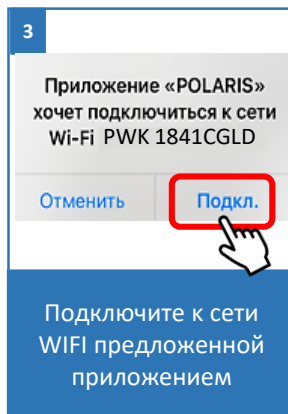 3
Приложение «POLARIS»
хочет подключиться к сети
Wi-Fi PWK 1841CGLD
Отменить
Подкл.
Подключите к сети
WIFI предложенной
приложением